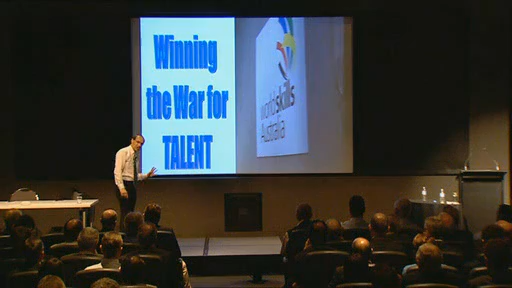 Winning
the War for
TALENT
worldskills
Australia